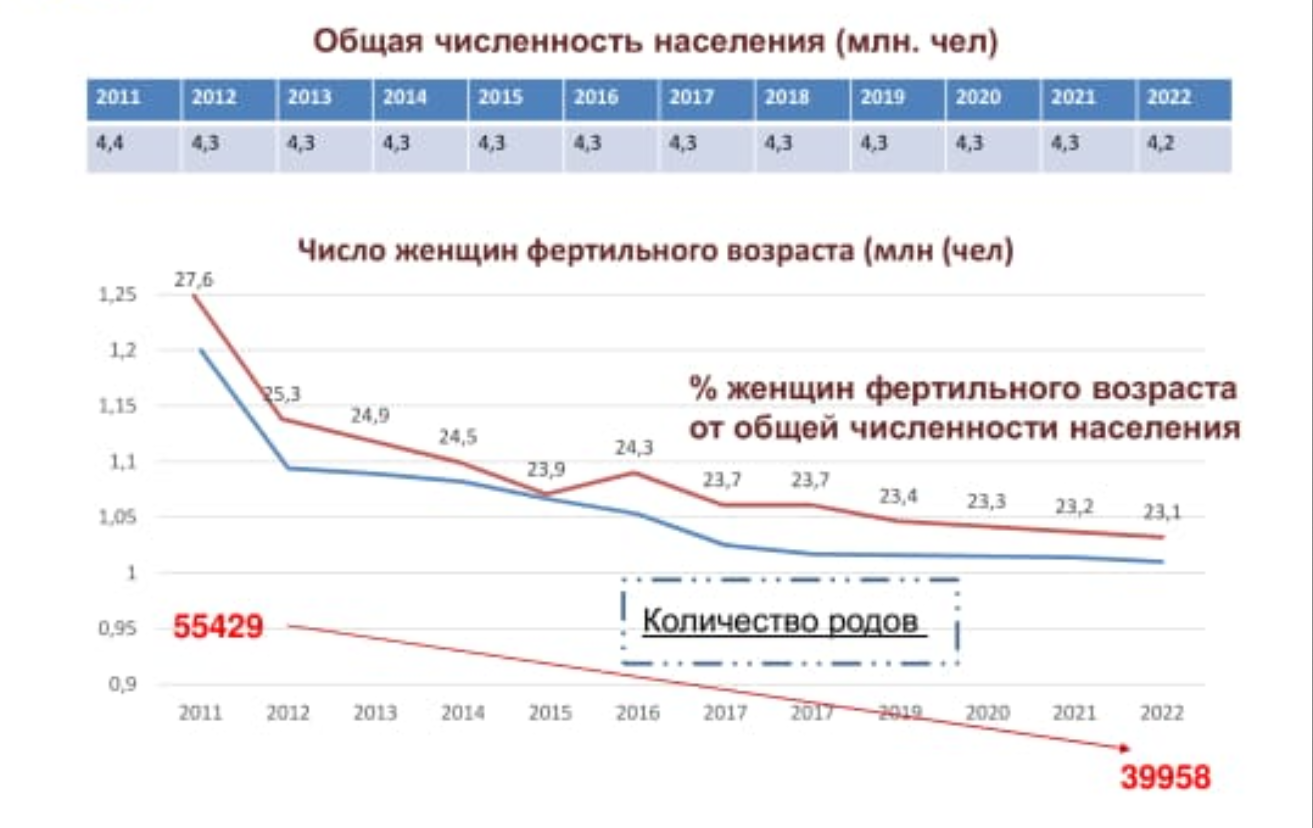 Общая численность населения (млн. чел)
2011 2012 2013 2014 2015 2016 2017 2018 2019 2020 2021 2022
4,4 4,3 4,3 4,3 4,3 4,3 4,3 4,3 4,3 4,3 4,3 4,2
Число женщин фертильного возраста (млн (чел)
27,6
1,25
1,2
25,3
% женщин фертильного возраста
1,15
24,9
от общей численности населения
24,5
24,3
1,1
23,9
23,7
23,7
23,4
23,3
23,2
23,1
1,05
1
55429
0,95
Количество родов
0,9
2011 2012 2013 2014 2015 2016 2017 2017 2019 2020 2021 2022
39958